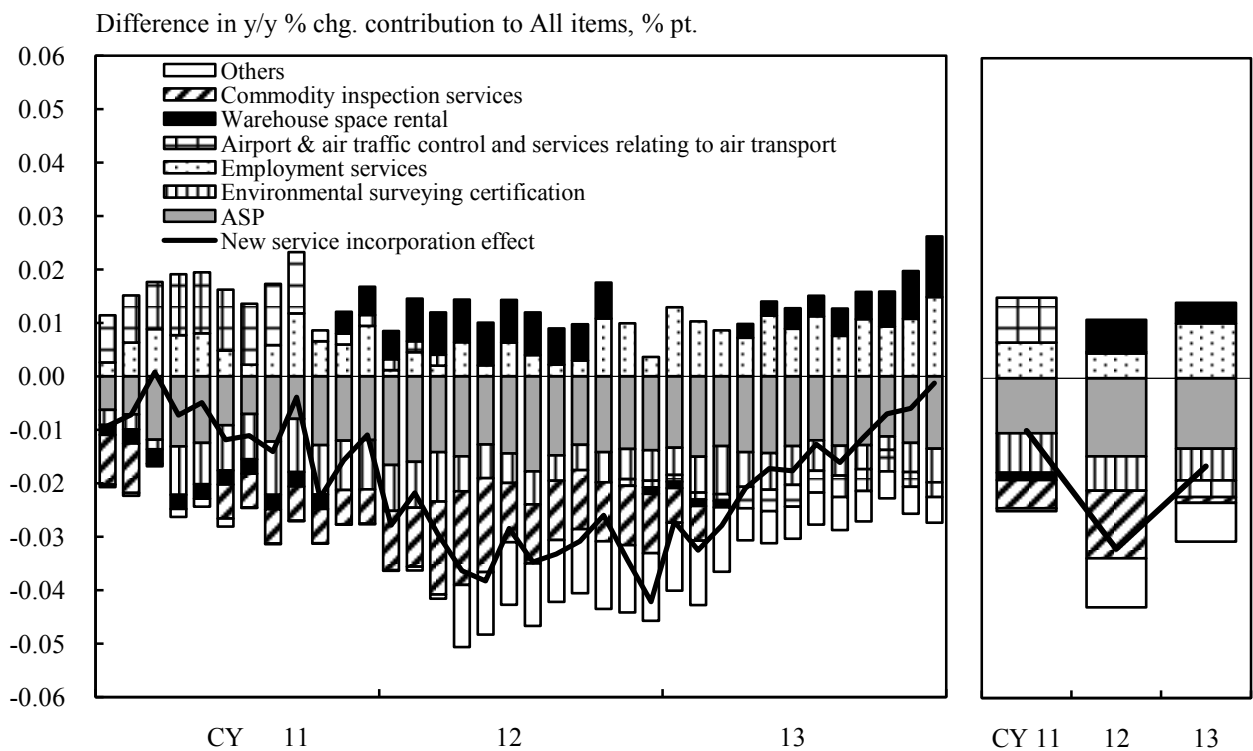 Difference in y/y % chg. contribution to All items, % pt.
0.06
0.05
0.04
0.03
0.02
0.01
0.00
-0.01
-0.02
-0.03
-0.04
-0.05
-0.06
Others
Commodity inspection services
Warehouse space rental
Airport & air traffic control and services relating to air transport
Employment services
Environmental surveying certification
ASP
New service incorporation effect
CY 11 12 13
CY 11 12 13